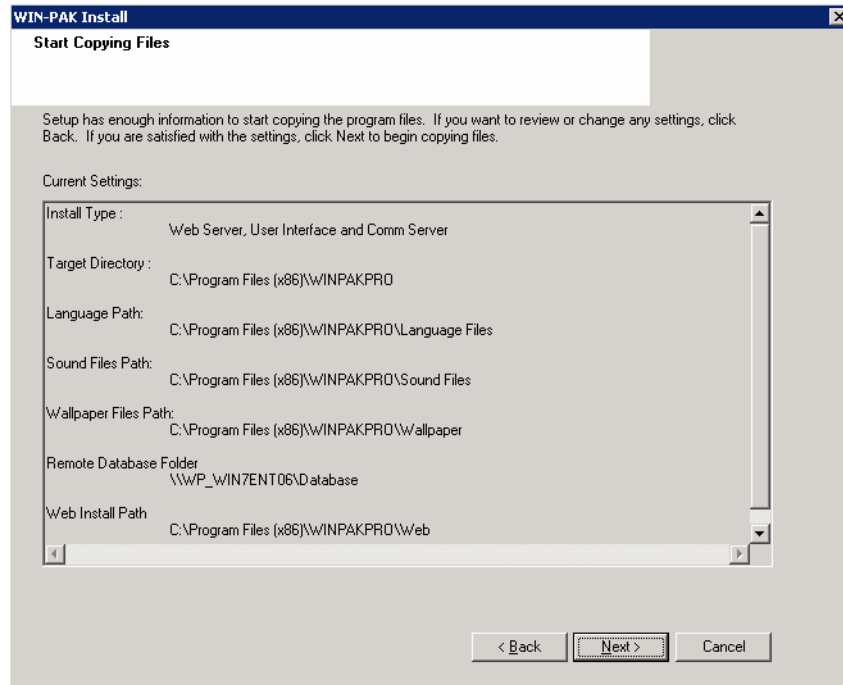 WIN-PAK Install
Start Copying Files
Setup has enough information to start copying the program files. If you want to review or change any settings, click
Back. If you are satisfied with the settings, click Next to begin copying files.
Current Settings:
Install Type :
Web Server, User Interface and Comm Server
Target Directory :
C:\Program Files (x86)\WINPAKPRO
Language Path:
C:\Program Files (x86)\WINPAKPRO\Language Files
Sound Files Path:
C:\Program Files (x86)\WINPAKPRO\Sound Files
Wallpaper Files Path:
C:\Program Files (x86)\WINPAKPRO\Wallpaper
Remote Database Folder
\\WP_WIN7ENT06\Database
Web Install Path
C:\Program Files (x86)\WINPAKPRO\Web
< Back
Next >
Cancel